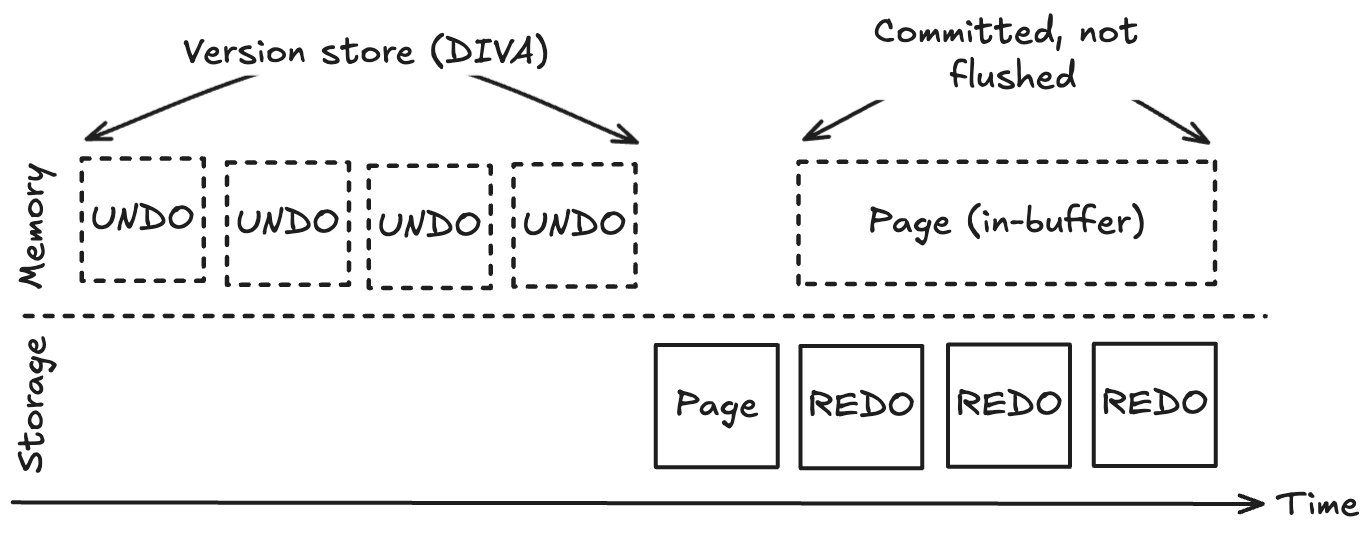 Version store (DIVA)
Committed, not
flushed
Memory
UNDO
UNDO
UNDO
UNDO
Page (in-buffer)
Storage
Page
REDO
REDO
REDO
Time